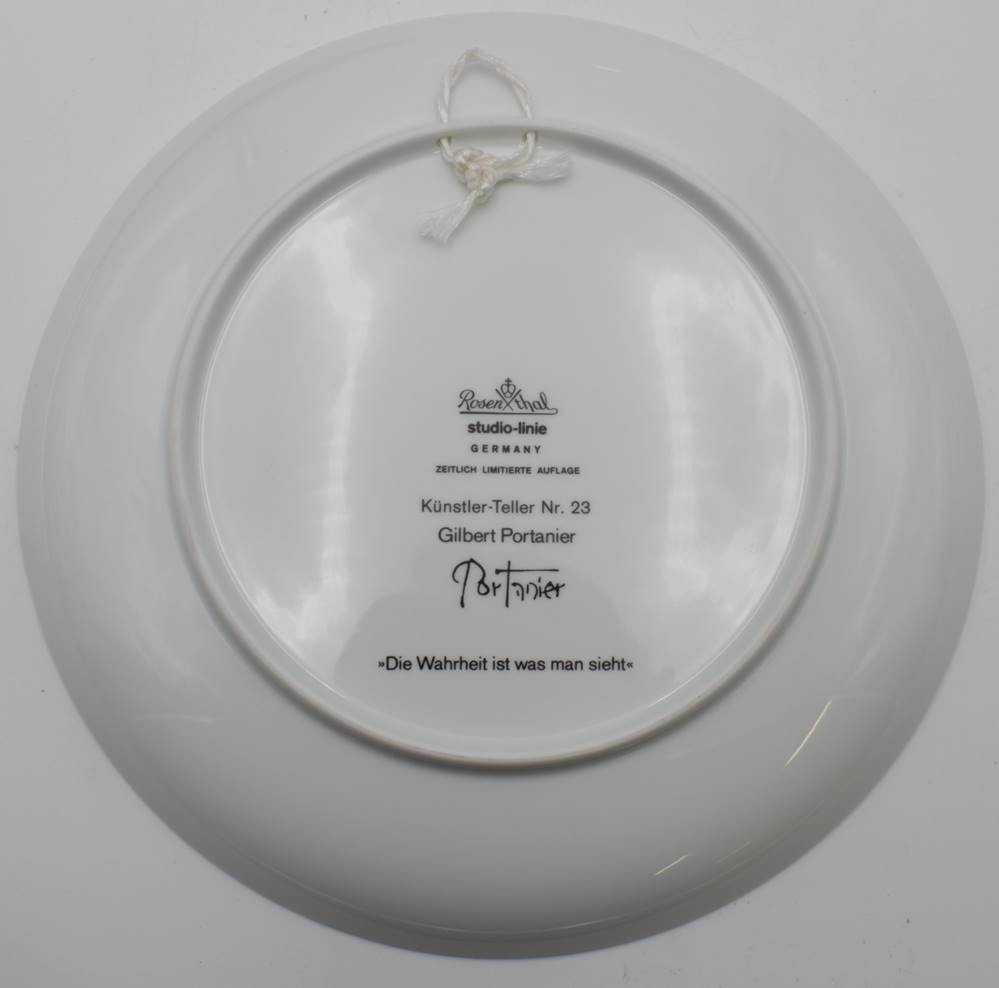 Rosenthal
studio-linie
GERMANY
ZEITLICH LIMITIERTE AUFLAGE
Künstler-Teller Nr. 23
Gilbert Portanier
Portanier
»Die Wahrheit ist was man sieht«